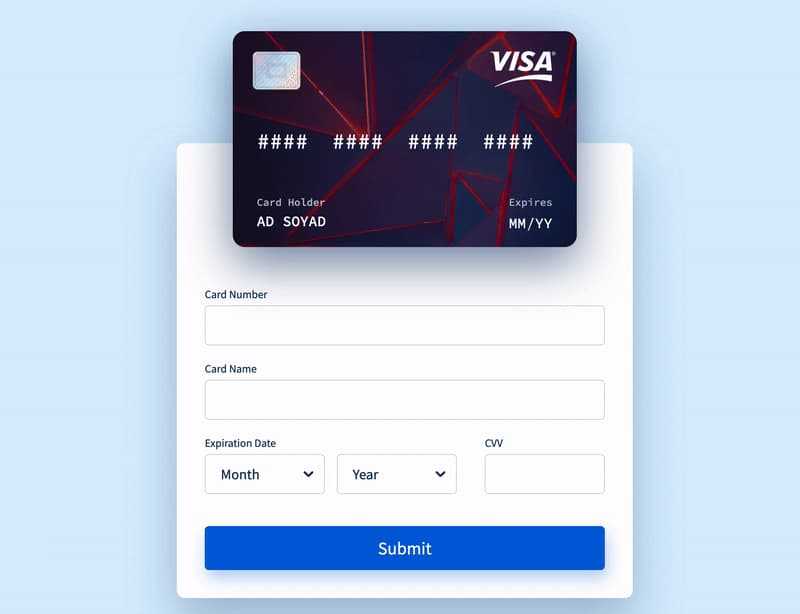 VISA
#### #### #### ####
Card Holder Expires
AD SOYAD MM/YY
Card Number
Card Name
Expiration Date CVV
Month Year
Submit